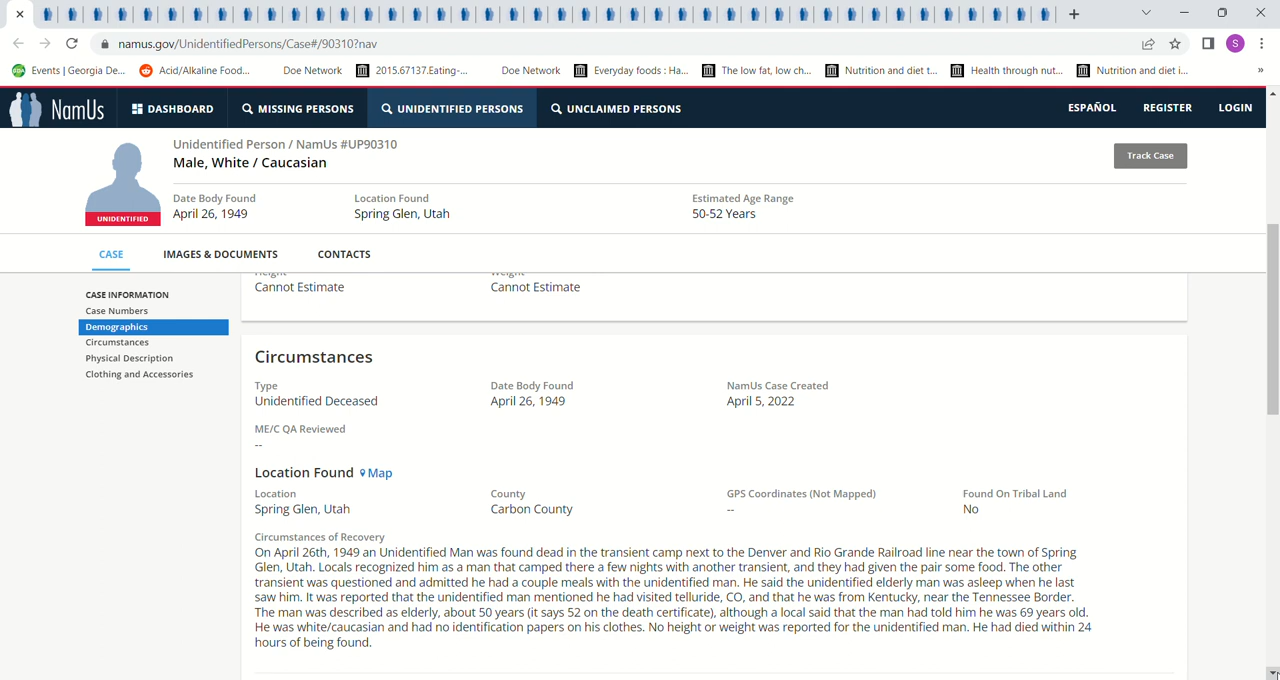 namus.gov/UnidentifiedPersons/Case#/90310?nav
S
Events | Georgia De... Acid/Alkaline Food... Doe Network 2015.67137.Eating-... Doe Network Everyday foods : Ha... The low fat, low ch... Nutrition and diet t... Health through nut... Nutrition and diet i... »
NamUs DASHBOARD MISSING PERSONS UNIDENTIFIED PERSONS UNCLAIMED PERSONS ESPAÑOL REGISTER LOGIN
Unidentified Person / NamUs #UP90310
Male, White / Caucasian
Track Case
Date Body Found Location Found Estimated Age Range
April 26, 1949 Spring Glen, Utah 50-52 Years
UNIDENTIFIED
CASE IMAGES & DOCUMENTS CONTACTS
CASE INFORMATION
Case Numbers
Demographics
Circumstances
Physical Description
Clothing and Accessories
Height Weight
Cannot Estimate Cannot Estimate
Circumstances
Type Date Body Found NamUs Case Created
Unidentified Deceased April 26, 1949 April 5, 2022
ME/C QA Reviewed
--
Location Found Map
Location County GPS Coordinates (Not Mapped) Found On Tribal Land
Spring Glen, Utah Carbon County -- No
Circumstances of Recovery
On April 26th, 1949 an Unidentified Man was found dead in the transient camp next to the Denver and Rio Grande Railroad line near the town of Spring
Glen, Utah. Locals recognized him as a man that camped there a few nights with another transient, and they had given the pair some food. The other
transient was questioned and admitted he had a couple meals with the unidentified man. He said the unidentified elderly man was asleep when he last
saw him. It was reported that the unidentified man mentioned he had visited telluride, CO, and that he was from Kentucky, near the Tennessee Border.
The man was described as elderly, about 50 years (it says 52 on the death certificate), although a local said that the man had told him he was 69 years old.
He was white/caucasian and had no identification papers on his clothes. No height or weight was reported for the unidentified man. He had died within 24
hours of being found.